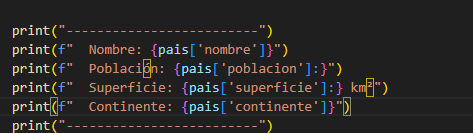 print("--------------------------")
print(f"  Nombre: {pais['nombre']}")
print(f"  Población: {pais['poblacion']:}")
print(f"  Superficie: {pais['superficie']:} km²")
print(f"  Continente: {pais['continente']}")
print("--------------------------")